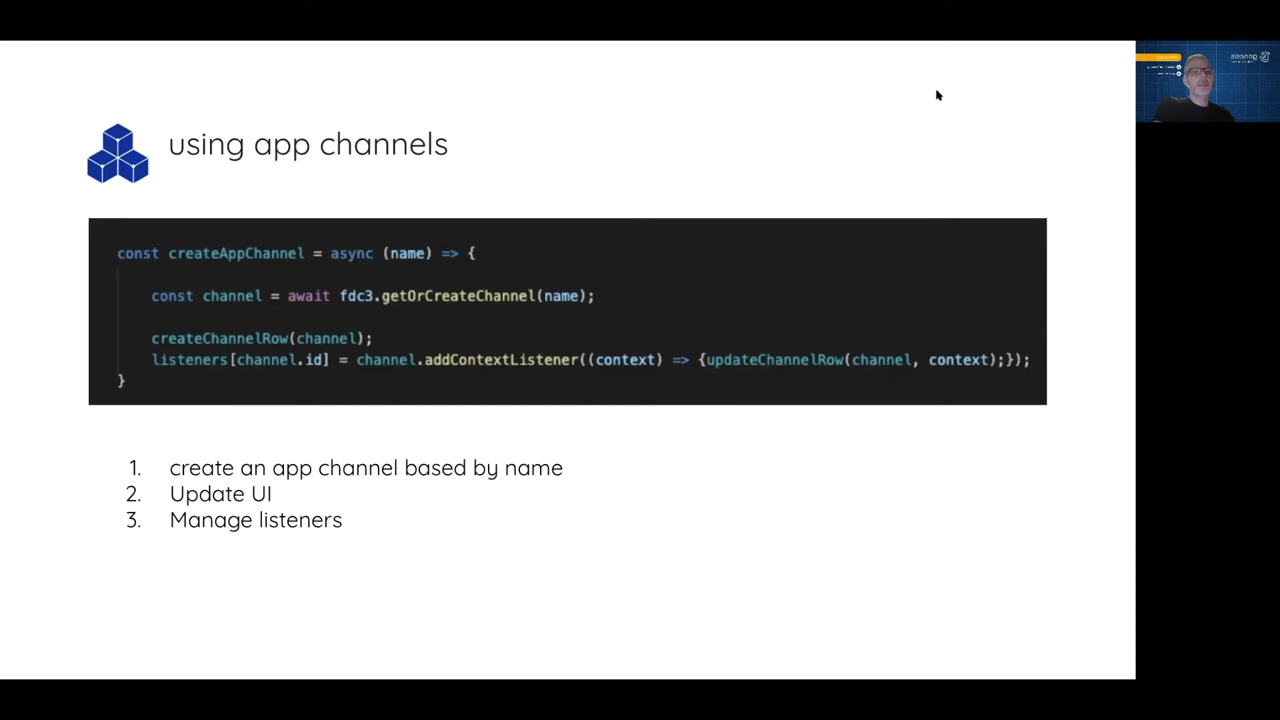 using app channels
const createAppChannel = async (name) => {
const channel = await fdc3.getOrCreateChannel(name);
createChannelRow(channel);
listeners[channel.id] = channel.addContextListener((context) => {updateChannelRow(channel, context);});
}
1. create an app channel based by name
2. Update UI
3. Manage listeners
genesis